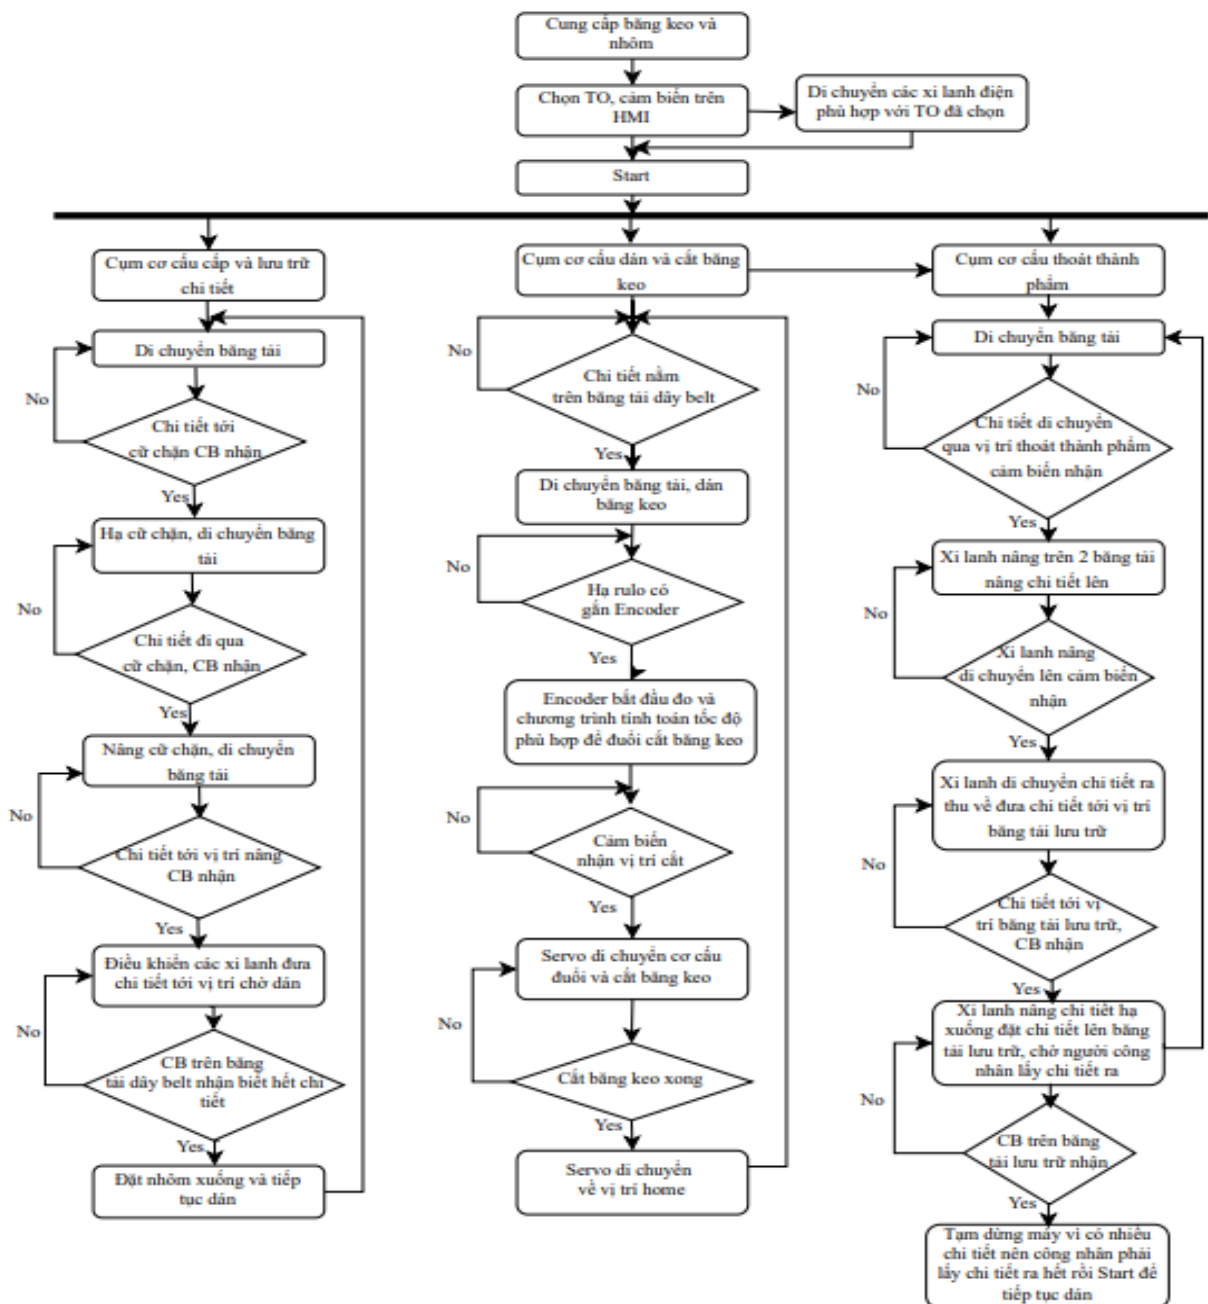 Cung cấp băng keo và
nhôm
Chọn TO, cảm biến trên
HMI
Di chuyển các xi lanh điện
phù hợp với TO đã chọn
Start
Cụm cơ cấu cấp và lưu trữ
chi tiết
Di chuyển băng tải
No
Chi tiết tới
cữ chặn CB nhận
Yes
Hạ cữ chặn, di chuyển băng
tải
No
Chi tiết đi qua
cữ chặn, CB nhận
Yes
Nâng cữ chặn, di chuyển
băng tải
No
Chi tiết tới vị trí nâng
CB nhận
Yes
Điều khiển các xi lanh đưa
chi tiết tới vị trí chờ dán
No
CB trên băng
tải dây belt nhận biết hết chi
tiết
Yes
Đặt nhôm xuống và tiếp
tục dán
Cụm cơ cấu dán và cắt băng
keo
No
Chi tiết nằm
trên băng tải dây belt
Yes
Di chuyển băng tải, dán
băng keo
No
Hạ rulo có
gắn Encoder
Yes
Encoder bắt đầu đo và
chương trình tính toán tốc độ
phù hợp để đuổi cắt băng keo
No
Cảm biến
nhận vị trí cắt
Yes
Servo di chuyển cơ cấu
đuổi và cắt băng keo
No
Cắt băng keo xong
Yes
Servo di chuyển
về vị trí home
Cụm cơ cấu thoát thành
phẩm
Di chuyển băng tải
No
Chi tiết di chuyển
qua vị trí thoát thành phẩm
cảm biến nhận
Yes
Xi lanh nâng trên 2 băng tải
nâng chi tiết lên
No
Xi lanh nâng
di chuyển lên cảm biến
nhận
Yes
Xi lanh di chuyển chi tiết ra
thu về đưa chi tiết tới vị trí
băng tải lưu trữ
No
Chi tiết tới vị
trí băng tải lưu trữ,
CB nhận
Yes
Xi lanh nâng chi tiết hạ
xuống đặt chi tiết lên băng
tải lưu trữ, chờ người công
nhân lấy chi tiết ra
No
CB trên băng
tải lưu trữ nhận
Yes
Tạm dừng máy vì có nhiều
chi tiết nên công nhân phải
lấy chi tiết ra hết rồi Start để
tiếp tục dán